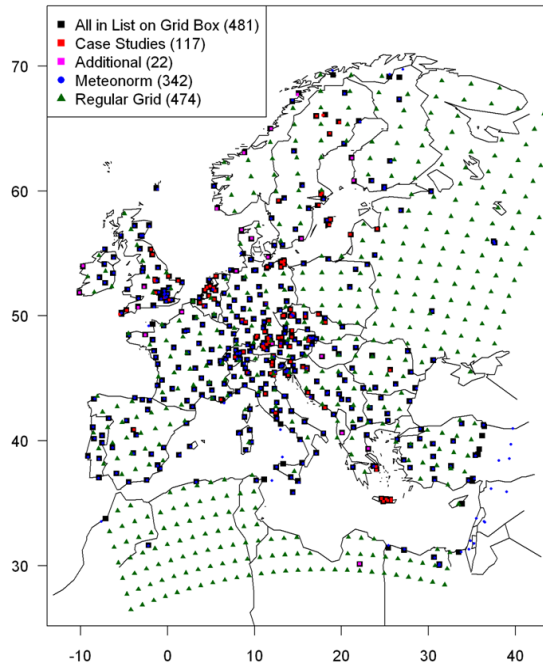 All in List on Grid Box (481)
Case Studies (117)
Additional (22)
Meteonorm (342)
Regular Grid (474)
70
60
50
40
30
-10 0 10 20 30 40